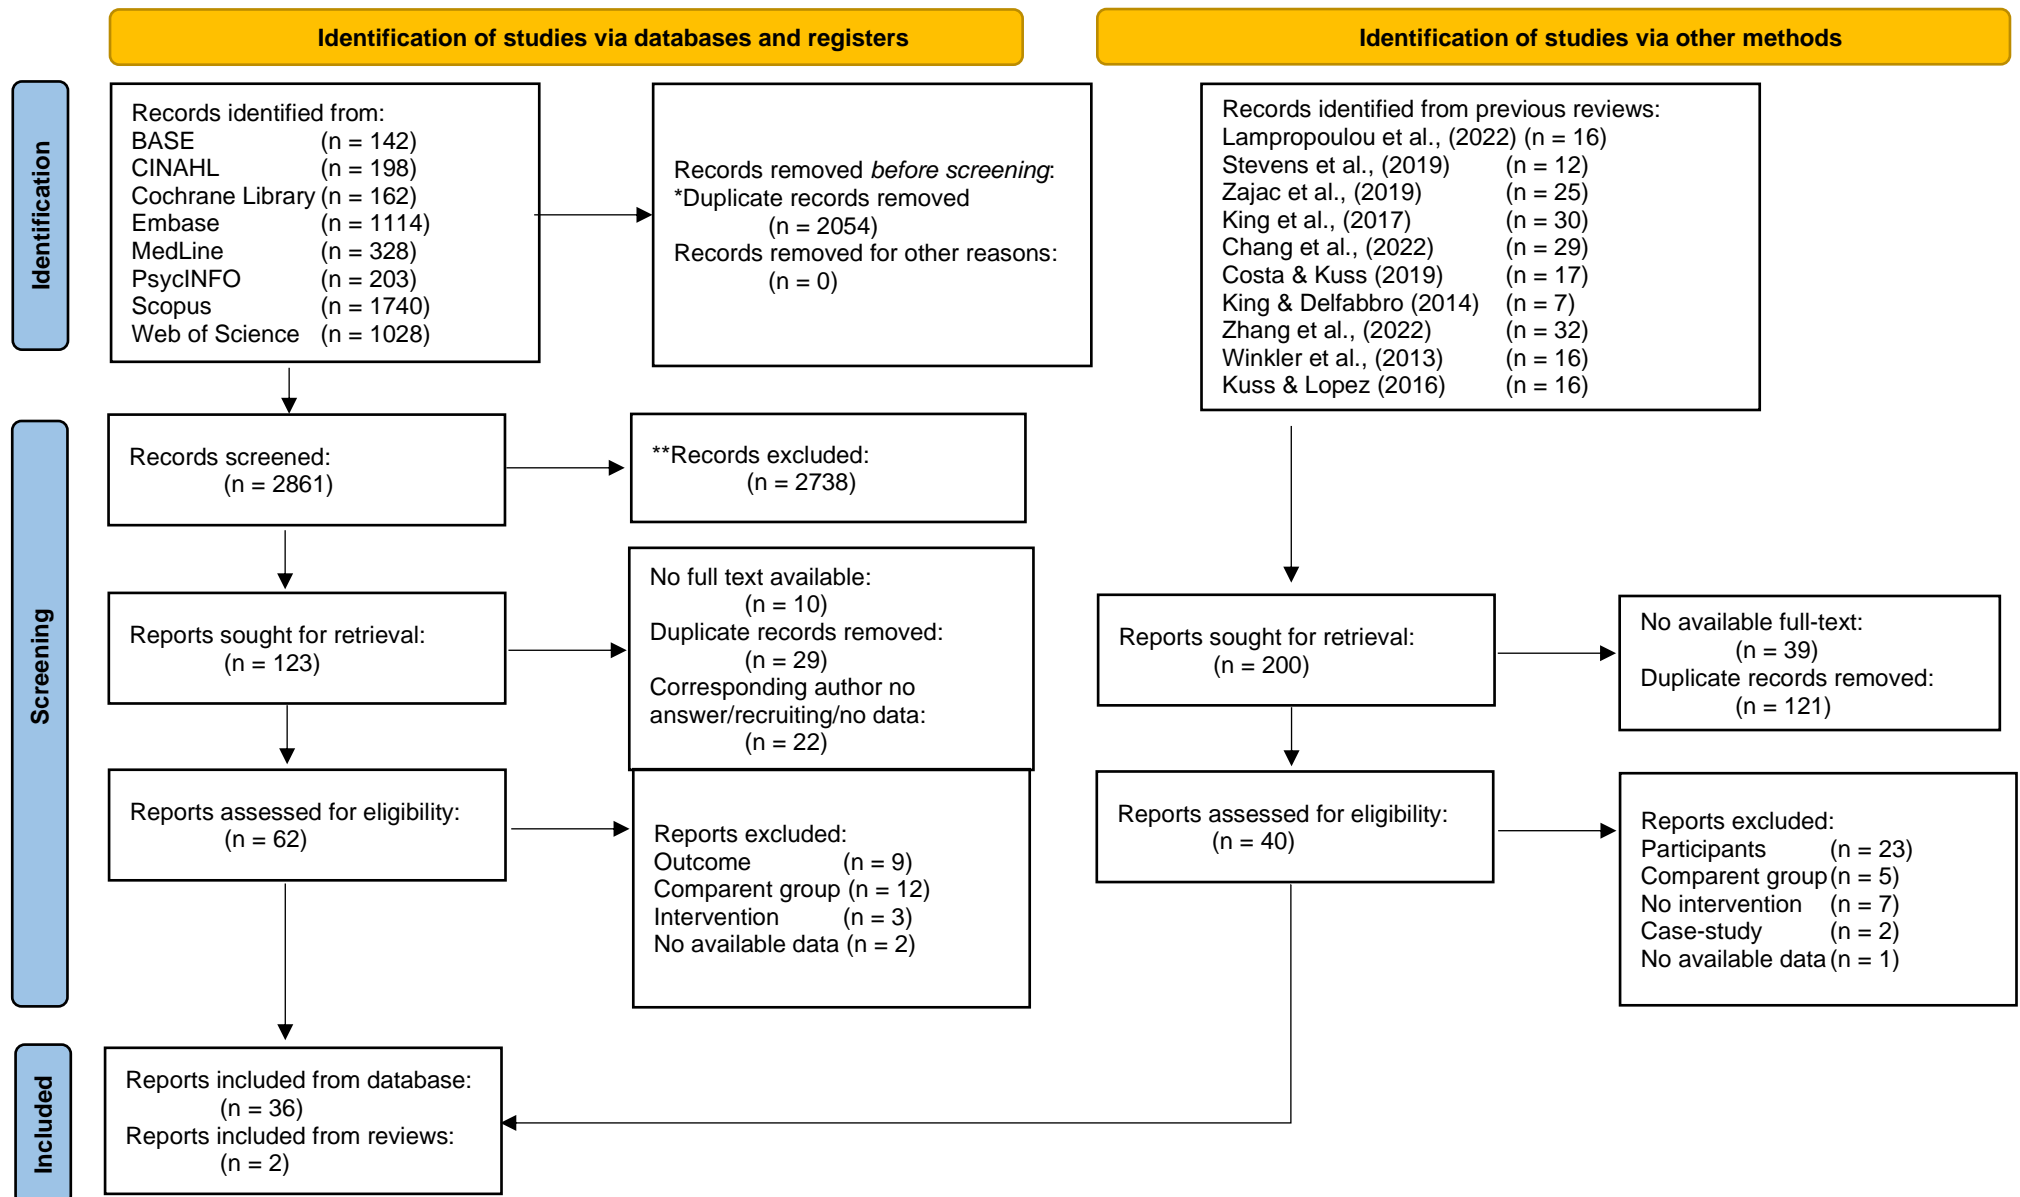 Identification of studies via databases and registers
Identification of studies via other methods
Identification
Records identified from:
BASE (n = 142)
CINAHL (n = 198)
Cochrane Library (n = 162)
Embase (n = 1114)
MedLine (n = 328)
PsycINFO (n = 203)
Scopus (n = 1740)
Web of Science (n = 1028)
Records removed before screening:
*Duplicate records removed
(n = 2054)
Records removed for other reasons:
(n = 0)
Records identified from previous reviews:
Lampropoulou et al., (2022) (n = 16)
Stevens et al., (2019) (n = 12)
Zajac et al., (2019) (n = 25)
King et al., (2017) (n = 30)
Chang et al., (2022) (n = 29)
Costa & Kuss (2019) (n = 17)
King & Delfabbro (2014) (n = 7)
Zhang et al., (2022) (n = 32)
Winkler et al., (2013) (n = 16)
Kuss & Lopez (2016) (n = 16)
Screening
Records screened:
(n = 2861)
**Records excluded:
(n = 2738)
Reports sought for retrieval:
(n = 123)
No full text available:
(n = 10)
Duplicate records removed:
(n = 29)
Corresponding author no
answer/recruiting/no data:
(n = 22)
Reports sought for retrieval:
(n = 200)
No available full-text:
(n = 39)
Duplicate records removed:
(n = 121)
Reports assessed for eligibility:
(n = 62)
Reports excluded:
Outcome (n = 9)
Comparent group (n = 12)
Intervention (n = 3)
No available data (n = 2)
Reports assessed for eligibility:
(n = 40)
Reports excluded:
Participants (n = 23)
Comparent group (n = 5)
No intervention (n = 7)
Case-study (n = 2)
No available data (n = 1)
Included
Reports included from database:
(n = 36)
Reports included from reviews:
(n = 2)